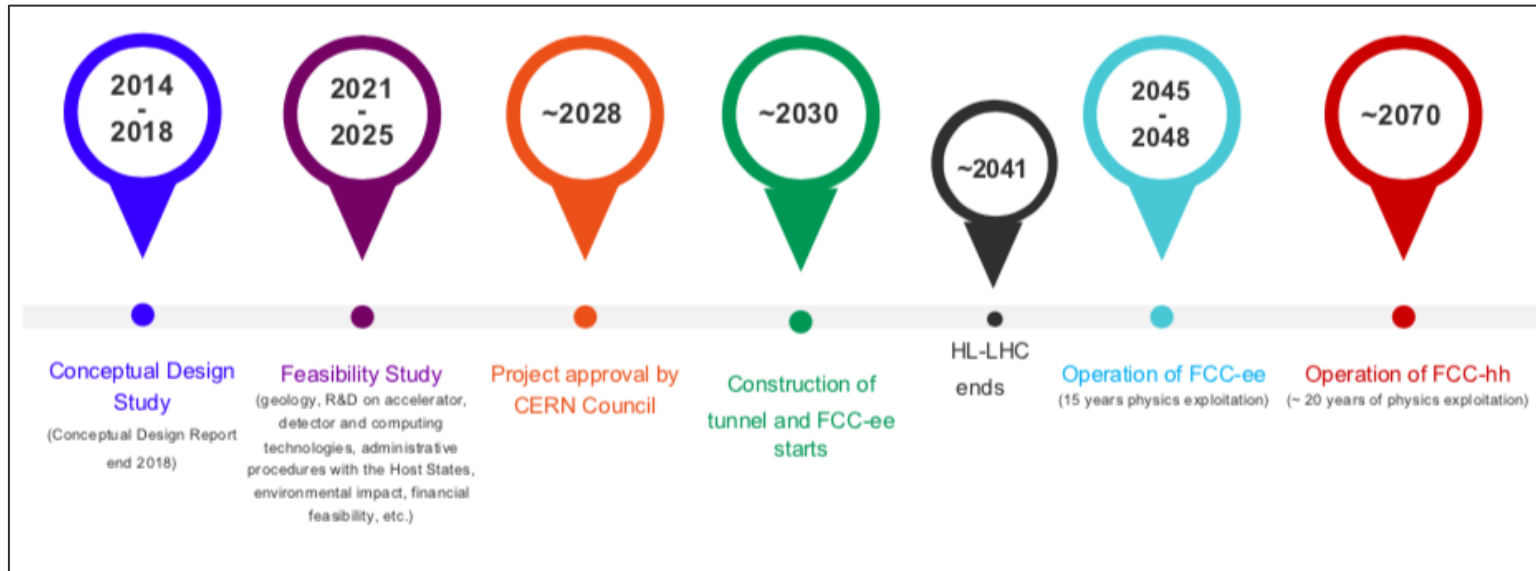 2014
-
2018
2021
-
2025
~2028
~2030
~2041
2045
-
2048
~2070
Conceptual Design
Study
(Conceptual Design Report
end 2018)
Feasibility Study
(geology, R&D on accelerator,
detector and computing
technologies, administrative
procedures with the Host States,
environmental impact, financial
feasibility, etc.)
Project approval by
CERN Council
Construction of
tunnel and FCC-ee
starts
HL-LHC
ends
Operation of FCC-ee
(15 years physics exploitation)
Operation of FCC-hh
(~ 20 years of physics exploitation)